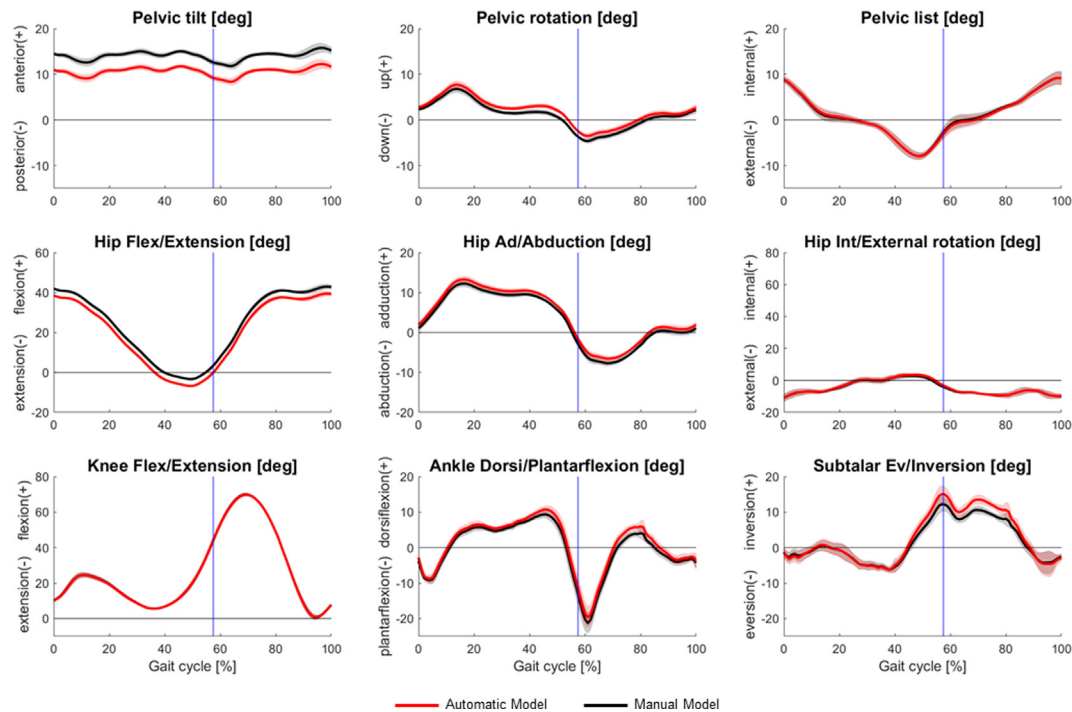 Pelvic tilt [deg]
Pelvic rotation [deg]
Pelvic list [deg]
20
10
0
-10
posterior(-) anterior(+)
0 20 40 60 80 100
20
10
0
-10
down(-) up(+)
0 20 40 60 80 100
20
10
0
-10
external(-) internal(+)
0 20 40 60 80 100
Hip Flex/Extension [deg]
Hip Ad/Abduction [deg]
Hip Int/External rotation [deg]
60
40
20
0
-20
extension(-) flexion(+)
0 20 40 60 80 100
20
10
0
-10
-20
abduction(-) adduction(+)
0 20 40 60 80 100
80
60
40
20
0
-20
external(-) internal(+)
0 20 40 60 80 100
Knee Flex/Extension [deg]
Ankle Dorsi/Plantarflexion [deg]
Subtalar Ev/Inversion [deg]
80
60
40
20
0
extension(-) flexion(+)
0 20 40 60 80 100
Gait cycle [%]
20
10
0
-10
-20
plantarflexion(-) dorsiflexion(+)
0 20 40 60 80 100
Gait cycle [%]
20
10
0
-10
-20
eversion(-) inversion(+)
0 20 40 60 80 100
Gait cycle [%]
Automatic Model
Manual Model